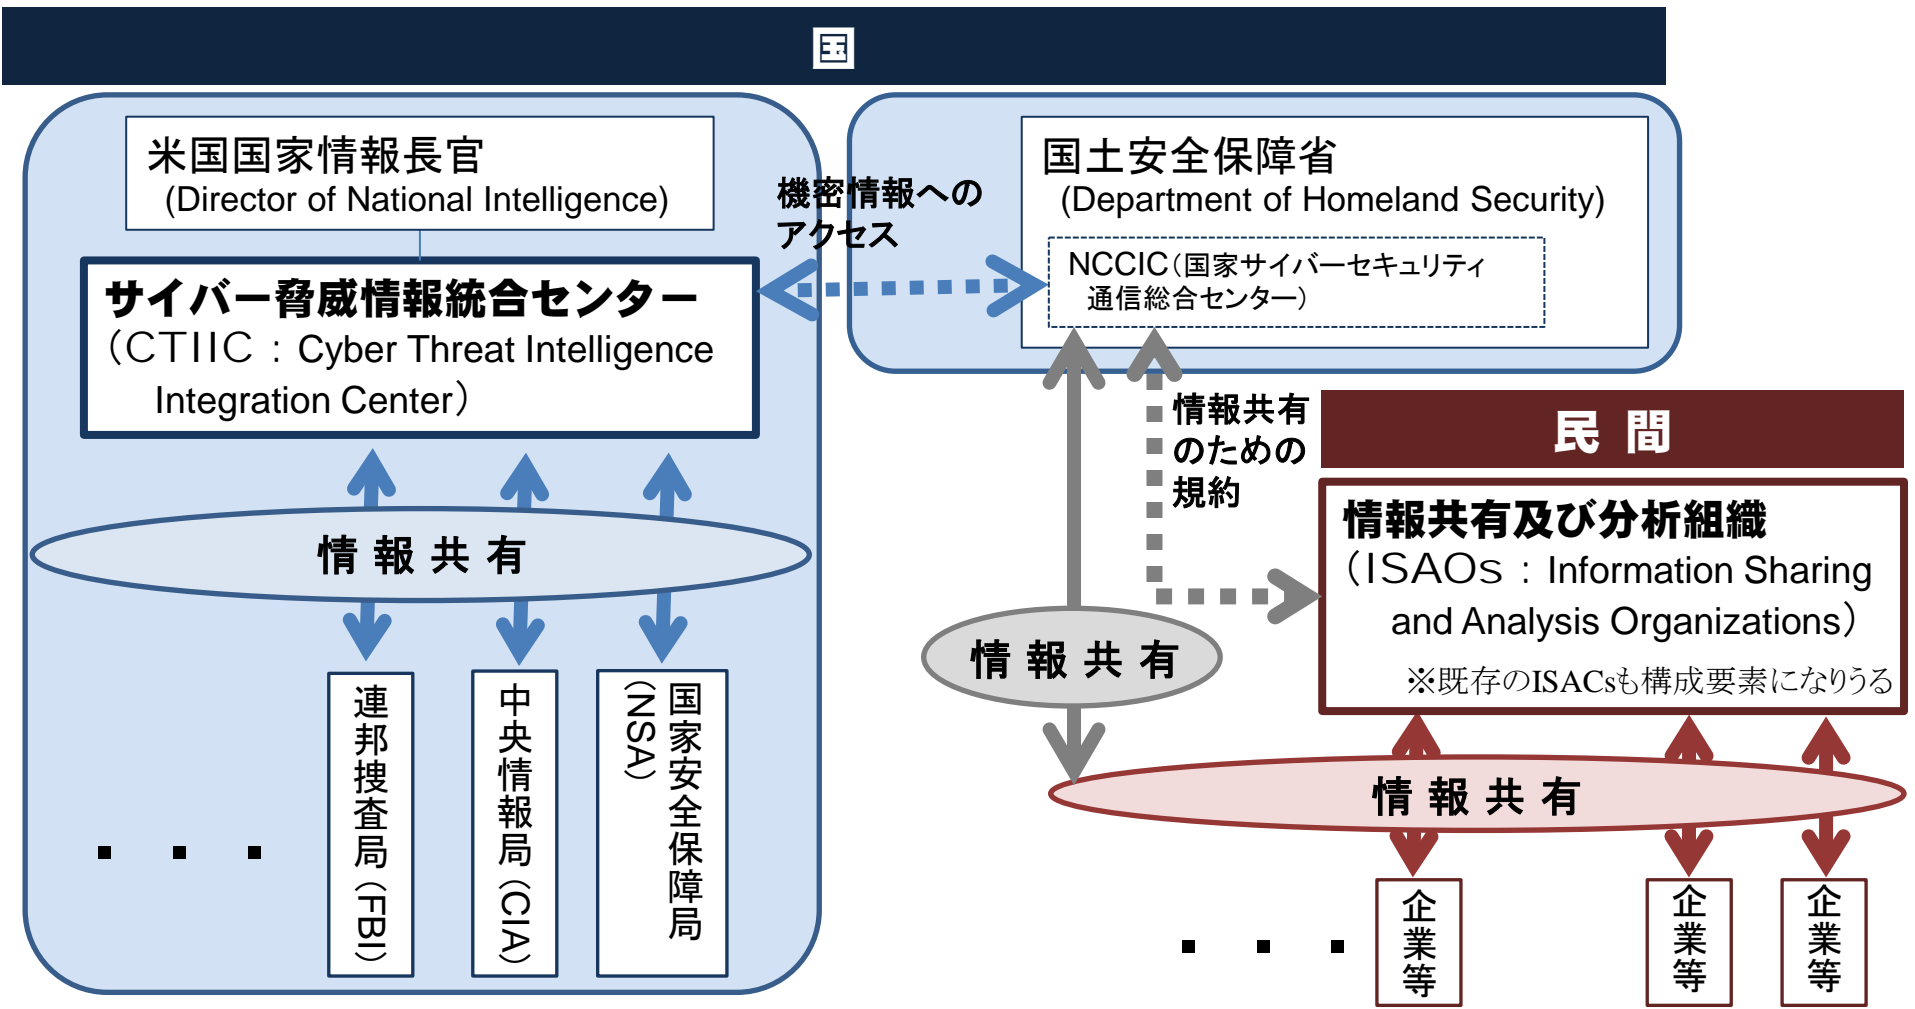 国
米国国家情報長官
(Director of National Intelligence)
サイバー脅威情報統合センター
（CTIIC：Cyber Threat Intelligence
Integration Center）
情報共有
・・・
連邦捜査局（FBI）
中央情報局（CIA）
国家安全保障局
（NSA）
機密情報への
アクセス
国土安全保障省
(Department of Homeland Security)
NCCIC（国家サイバーセキュリティ
通信総合センター）
情報共有
のための
規約
情報共有
民間
情報共有及び分析組織
（ISAOs：Information Sharing
and Analysis Organizations）
※既存のISACsも構成要素になりうる
情報共有
・・・
企業等
企業等
企業等